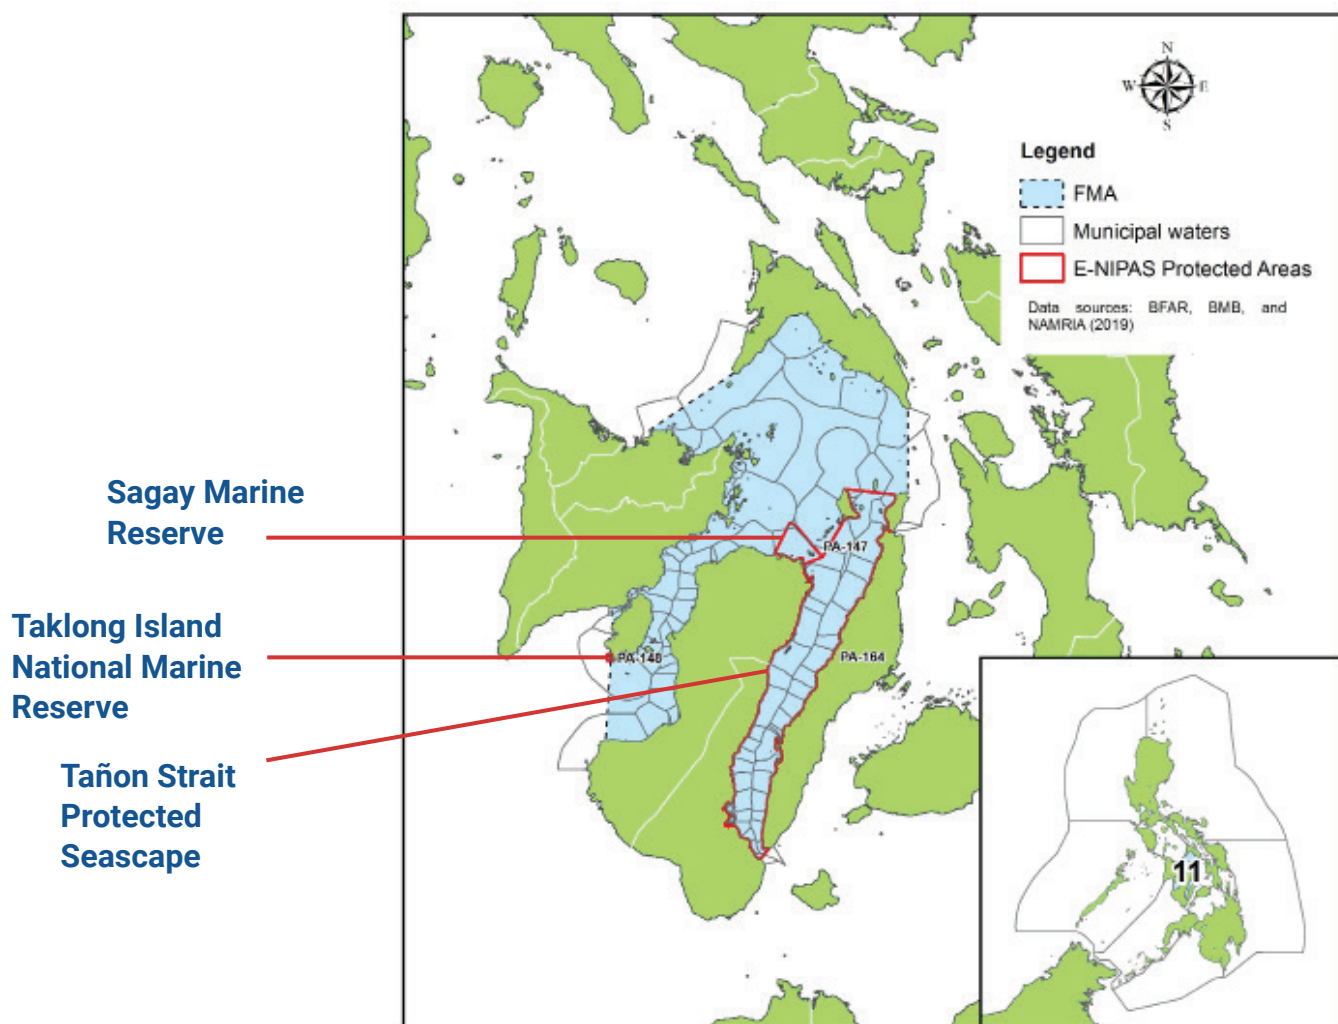 N
W E
S
Legend
FMA
Municipal waters
E-NIPAS Protected Areas
Data sources: BFAR, BMB, and
NAMRIA (2019)
Sagay Marine
Reserve
PA-147
Taklong Island
National Marine
Reserve
PA-148
PA-164
Tañon Strait
Protected
Seascape
11